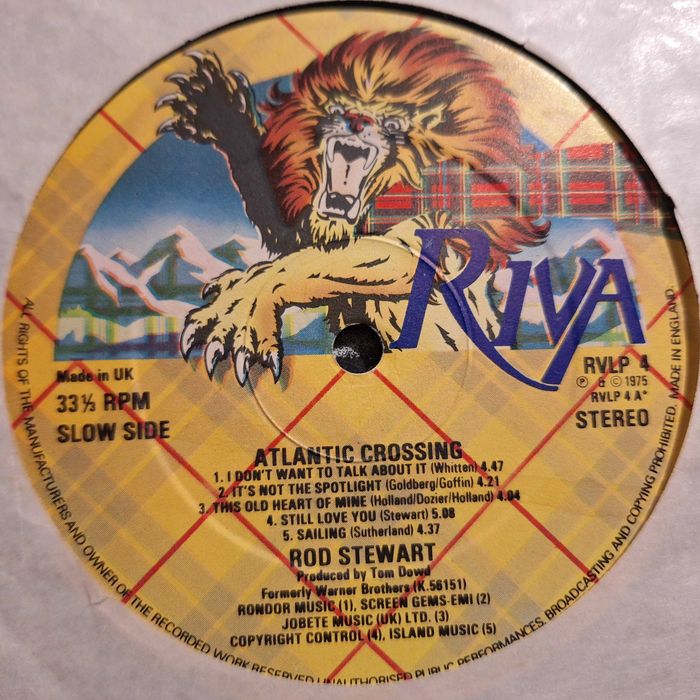 RIVA
Made in UK
33⅓ RPM
SLOW SIDE
RVLP 4
℗ & © 1975
RVLP 4 A*
STEREO
ATLANTIC CROSSING
1. I DON'T WANT TO TALK ABOUT IT (Whitten) 4.47
2. IT'S NOT THE SPOTLIGHT (Goldberg/Goffin) 4.21
3. THIS OLD HEART OF MINE (Holland/Dozier/Holland) 4.04
4. STILL LOVE YOU (Stewart) 5.08
5. SAILING (Sutherland) 4.37
ROD STEWART
Produced by Tom Dowd
Formerly Warner Brothers (K.56151)
RONDOR MUSIC (1), SCREEN GEMS-EMI (2)
JOBETE MUSIC (UK) LTD. (3)
COPYRIGHT CONTROL (4), ISLAND MUSIC (5)
ALL RIGHTS OF THE MANUFACTURERS AND OWNER OF THE RECORDED WORK RESERVED UNAUTHORISED PUBLIC PERFORMANCES, BROADCASTING AND COPYING PROHIBITED. MADE IN ENGLAND.